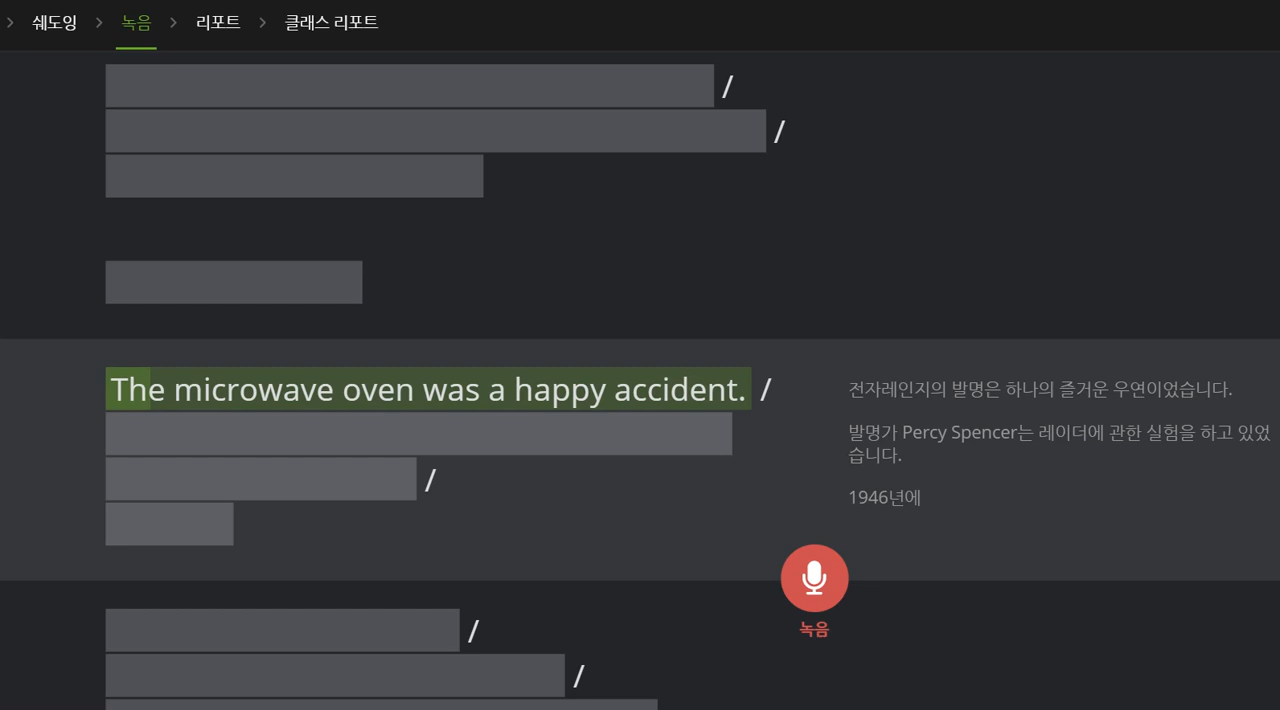 쉐도잉 녹음 리포트 클래스 리포트
/
/
The microwave oven was a happy accident. /
/
전자레인지의 발명은 하나의 즐거운 우연이었습니다.
발명가 Percy Spencer는 레이더에 관한 실험을 하고 있었
습니다.
1946년에
녹음
/
/